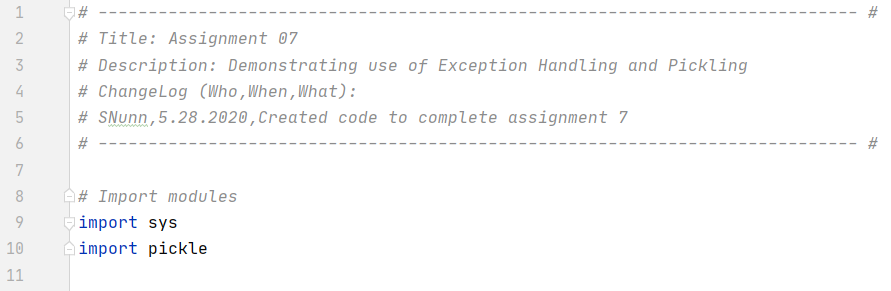 1 # ---------------------------------------------------------------------------- #
2 # Title: Assignment 07
3 # Description: Demonstrating use of Exception Handling and Pickling
4 # ChangeLog (Who,When,What):
5 # SNunn,5.28.2020,Created code to complete assignment 7
6 # ---------------------------------------------------------------------------- #
7
8 # Import modules
9 import sys
10 import pickle
11